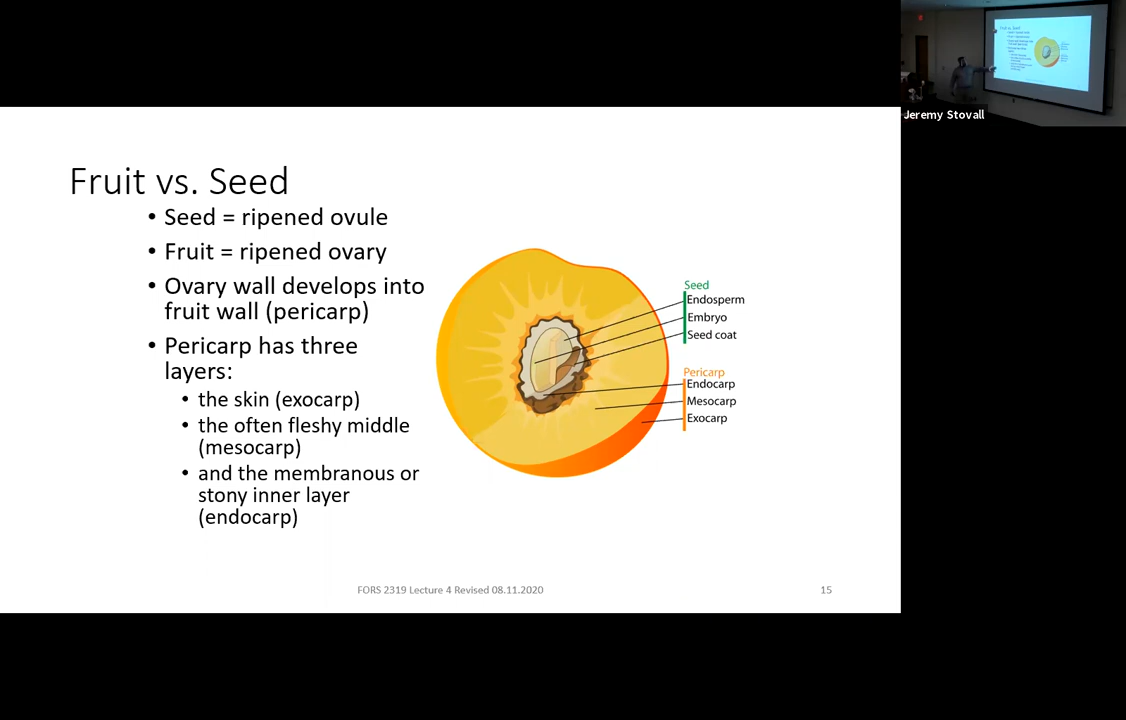 Jeremy Stovall
Fruit vs. Seed
• Seed = ripened ovule
• Fruit = ripened ovary
• Ovary wall develops into
fruit wall (pericarp)
• Pericarp has three
layers:
• the skin (exocarp)
• the often fleshy middle
(mesocarp)
• and the membranous or
stony inner layer
(endocarp)
Seed
Endosperm
Embryo
Seed coat
Pericarp
Endocarp
Mesocarp
Exocarp
FORS 2319 Lecture 4 Revised 08.11.2020
15